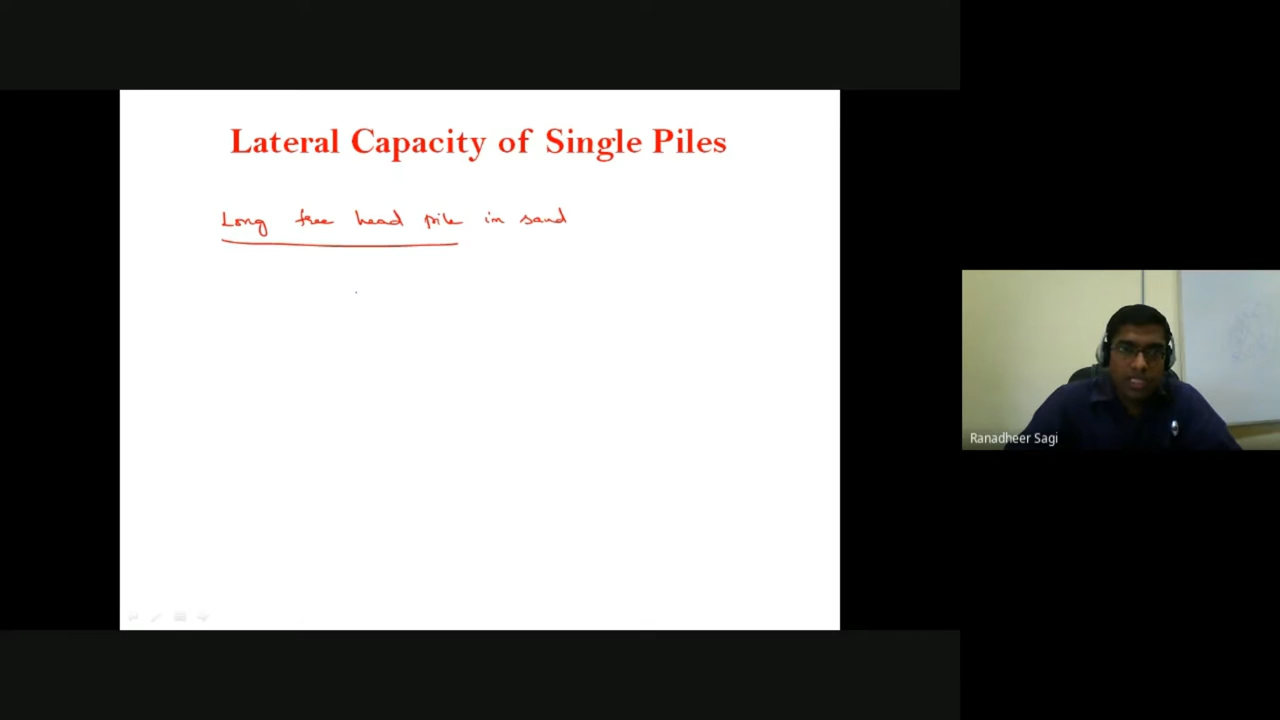 Lateral Capacity of Single Piles
Long free head pile in sand
Ranadheer Sagi